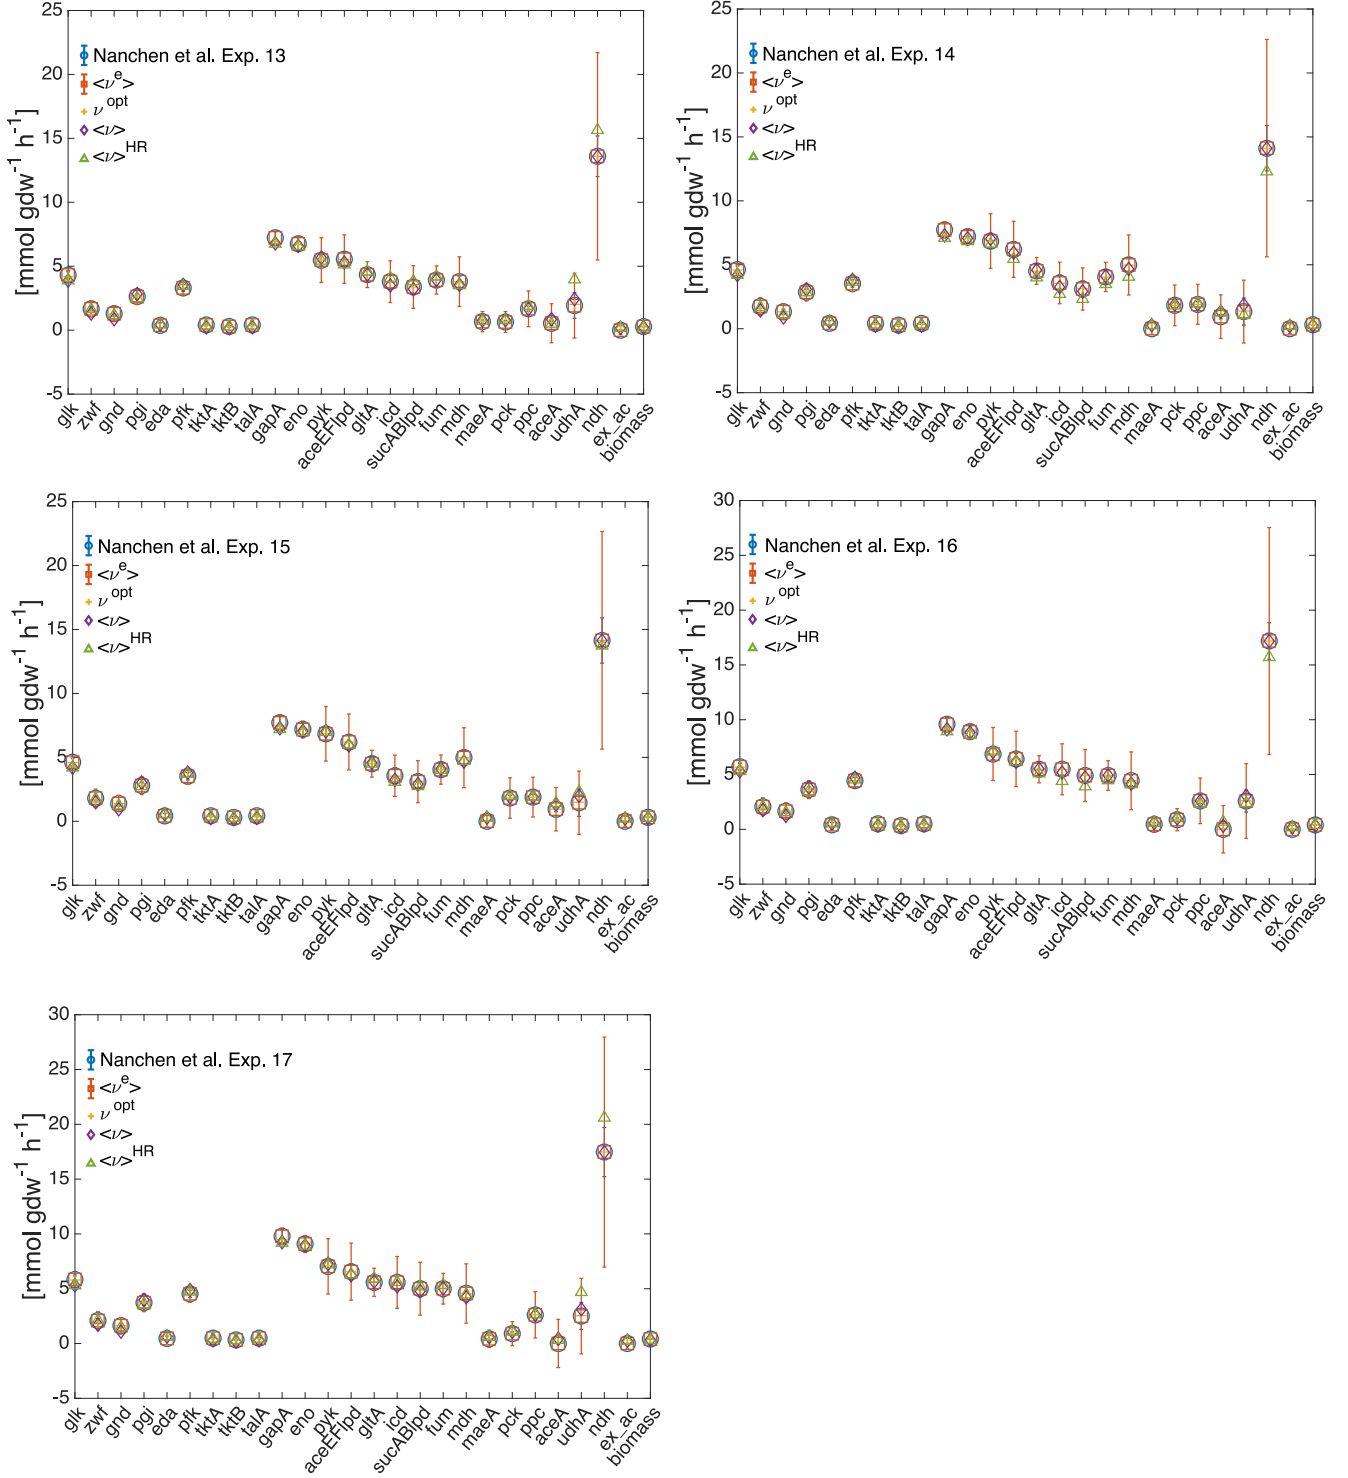 25
20
15
10
5
0
-5
[mmol gdw⁻¹ h⁻¹]
Nanchen et al. Exp. 13
<νᵉ>
ν opt
<ν>
<ν>HR
glk zwf gnd pgi eda pfk tktA tktB talA gapA eno pyk aceEFlpd gltA icd sucABlpd fum mdh maeA pck ppc aceA udhA ndh ex_ac biomass
25
20
15
10
5
0
-5
[mmol gdw⁻¹ h⁻¹]
Nanchen et al. Exp. 14
<νᵉ>
ν opt
<ν>
<ν>HR
glk zwf gnd pgi eda pfk tktA tktB talA gapA eno pyk aceEFlpd gltA icd sucABlpd fum mdh maeA pck ppc aceA udhA ndh ex_ac biomass
25
20
15
10
5
0
-5
[mmol gdw⁻¹ h⁻¹]
Nanchen et al. Exp. 15
<νᵉ>
ν opt
<ν>
<ν>HR
glk zwf gnd pgi eda pfk tktA tktB talA gapA eno pyk aceEFlpd gltA icd sucABlpd fum mdh maeA pck ppc aceA udhA ndh ex_ac biomass
30
25
20
15
10
5
0
-5
[mmol gdw⁻¹ h⁻¹]
Nanchen et al. Exp. 16
<νᵉ>
ν opt
<ν>
<ν>HR
glk zwf gnd pgi eda pfk tktA tktB talA gapA eno pyk aceEFlpd gltA icd sucABlpd fum mdh maeA pck ppc aceA udhA ndh ex_ac biomass
30
25
20
15
10
5
0
-5
[mmol gdw⁻¹ h⁻¹]
Nanchen et al. Exp. 17
<νᵉ>
ν opt
<ν>
<ν>HR
glk zwf gnd pgi eda pfk tktA tktB talA gapA eno pyk aceEFlpd gltA icd sucABlpd fum mdh maeA pck ppc aceA udhA ndh ex_ac biomass